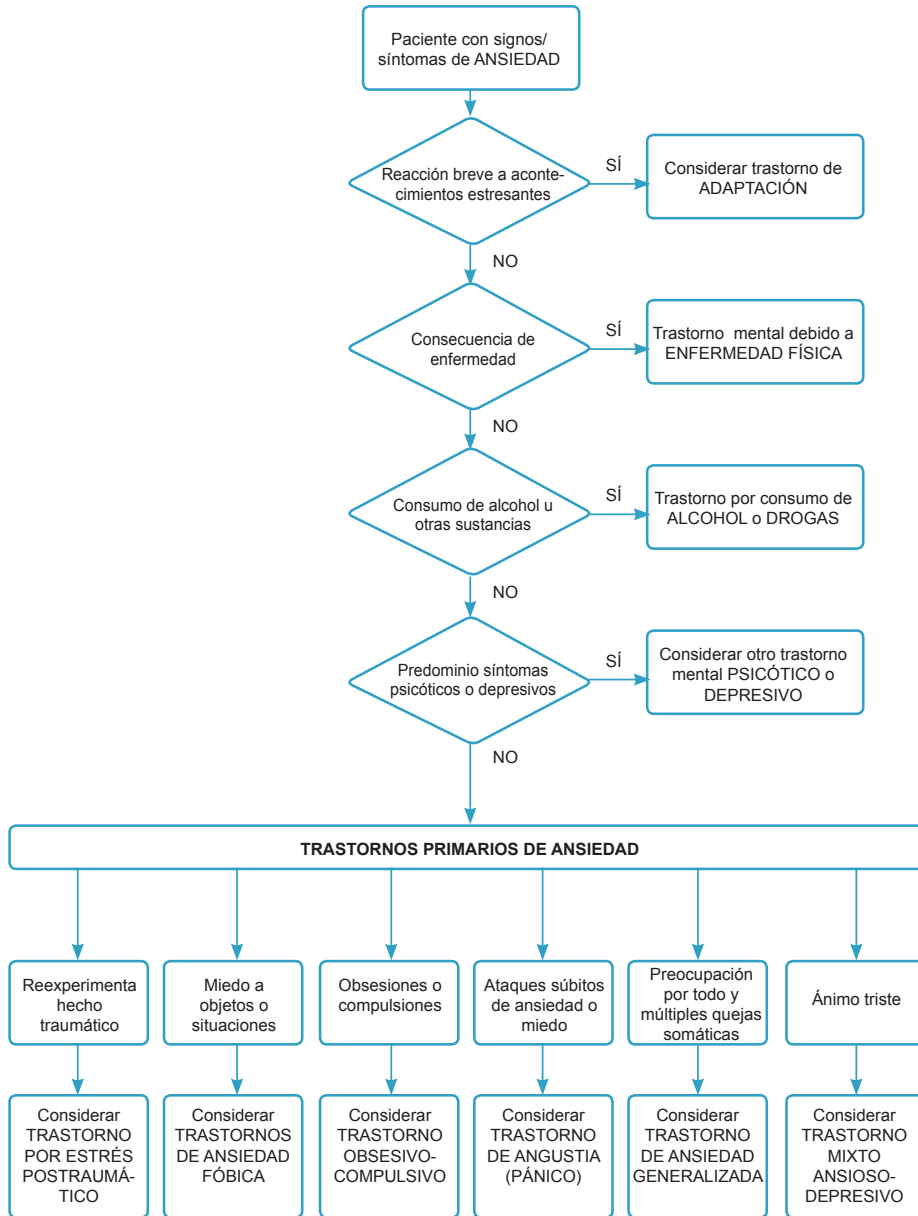 Paciente con signos/
síntomas de ANSIEDAD
Reacción breve a aconte-
cimientos estresantes
SÍ
Considerar trastorno de
ADAPTACIÓN
NO
Consecuencia de
enfermedad
SÍ
Trastorno mental debido a
ENFERMEDAD FÍSICA
NO
Consumo de alcohol u
otras sustancias
SÍ
Trastorno por consumo de
ALCOHOL o DROGAS
NO
Predominio síntomas
psicóticos o depresivos
SÍ
Considerar otro trastorno
mental PSICÓTICO o
DEPRESIVO
NO
TRASTORNOS PRIMARIOS DE ANSIEDAD
Reexperimenta
hecho
traumático
Miedo a
objetos o
situaciones
Obsesiones o
compulsiones
Ataques súbitos
de ansiedad o
miedo
Preocupación
por todo y
múltiples quejas
somáticas
Ánimo triste
Considerar
TRASTORNO
POR ESTRÉS
POSTRAUMÁ-
TICO
Considerar
TRASTORNOS
DE ANSIEDAD
FÓBICA
Considerar
TRASTORNO
OBSESIVO-
COMPULSIVO
Considerar
TRASTORNO
DE ANGUSTIA
(PÁNICO)
Considerar
TRASTORNO
DE ANSIEDAD
GENERALIZADA
Considerar
TRASTORNO
MIXTO
ANSIOSO-
DEPRESIVO